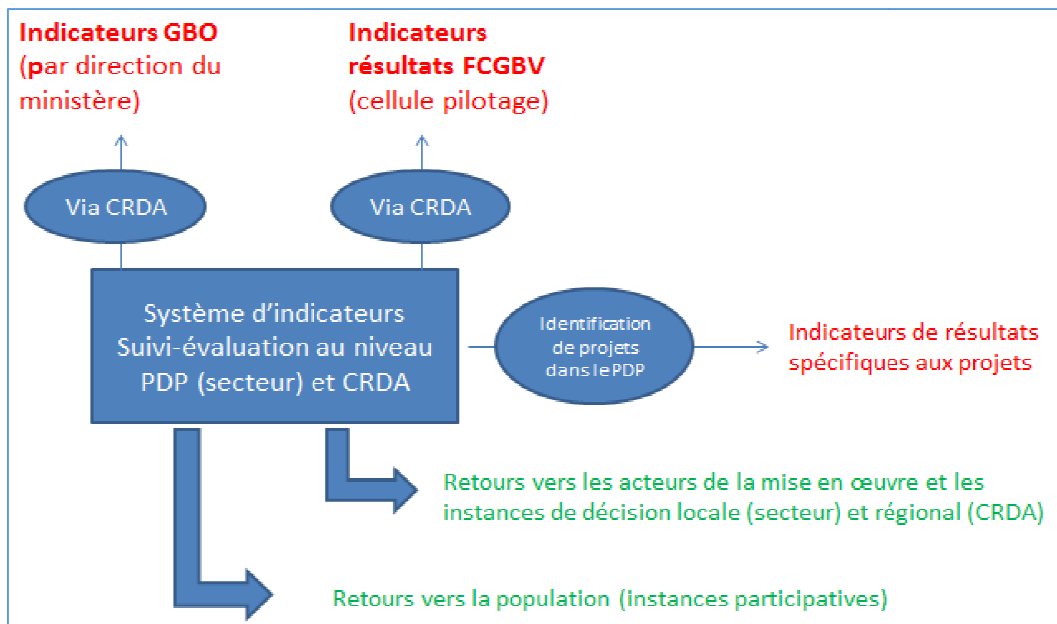 Indicateurs GBO
(par direction du
ministère)
Indicateurs
résultats FCGBV
(cellule pilotage)
Via CRDA
Via CRDA
Système d'indicateurs
Suivi-évaluation au niveau
PDP (secteur) et CRDA
Identification
de projets
dans le PDP
Indicateurs de résultats
spécifiques aux projets
Retours vers les acteurs de la mise en œuvre et les
instances de décision locale (secteur) et régional (CRDA)
Retours vers la population (instances participatives)